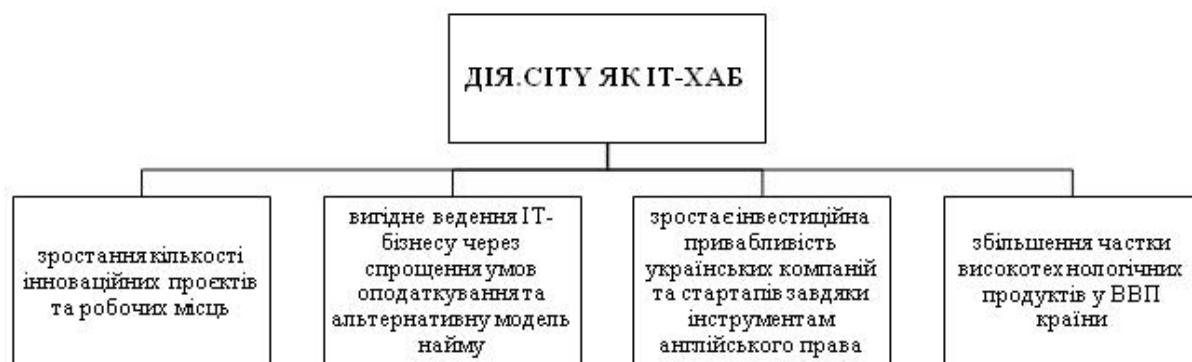 ДІЯ.CITY ЯК ІТ-ХАБ
зростання кількості
інноваційних проєктів
та робочих місць
вигідне ведення ІТ-
бізнесу через
спрощення умов
оподаткування та
альтернативну модель
найму
зростає інвестиційна
привабливість
українських компаній
та стартапів завдяки
інструментам
англійського права
збільшення частки
високотехнологічних
продуктів у ВВП
країни